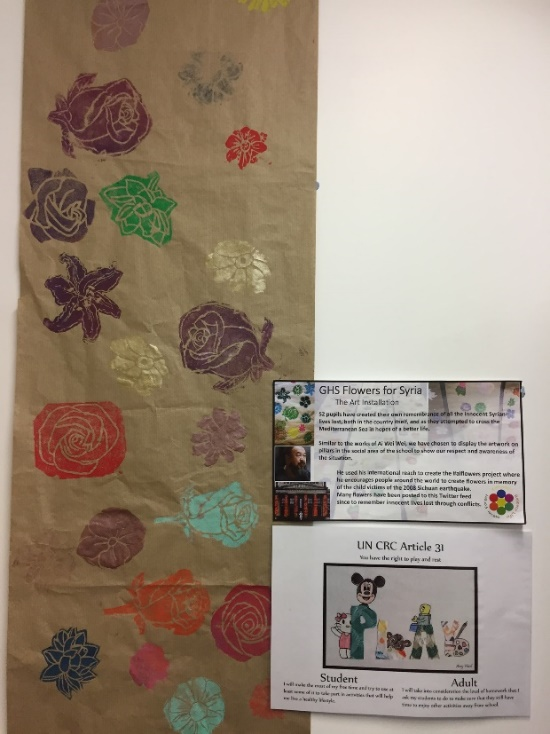 GHS Flowers for Syria
The Art Installation
52 pupils have created their own remembrance of all the innocent Syrian
lives lost, both in the country itself, and as they attempted to cross the
Mediterranean Sea in hopes of a better life.
Similar to the works of Ai Wei Wei, we have chosen to display the artwork on
pillars in the social area of the school to show our respect and awareness of
the situation.
He used his international reach to create the #aiflowers project where
he encourages people around the world to create flowers in memory
of the child victims of the 2008 Sichuan earthquake.
Many flowers have been posted to this Twitter feed
since to remember innocent lives lost through conflicts.
UN CRC Article 31
You have the right to play and rest
PLAY
Student
Adult
I will make the most of my free time and try to use at
least some of it to take part in activities that will help
me live a healthy lifestyle.
I will take into consideration the load of homework that I
ask my students to do to make sure that they still have
time to enjoy other activities away from school